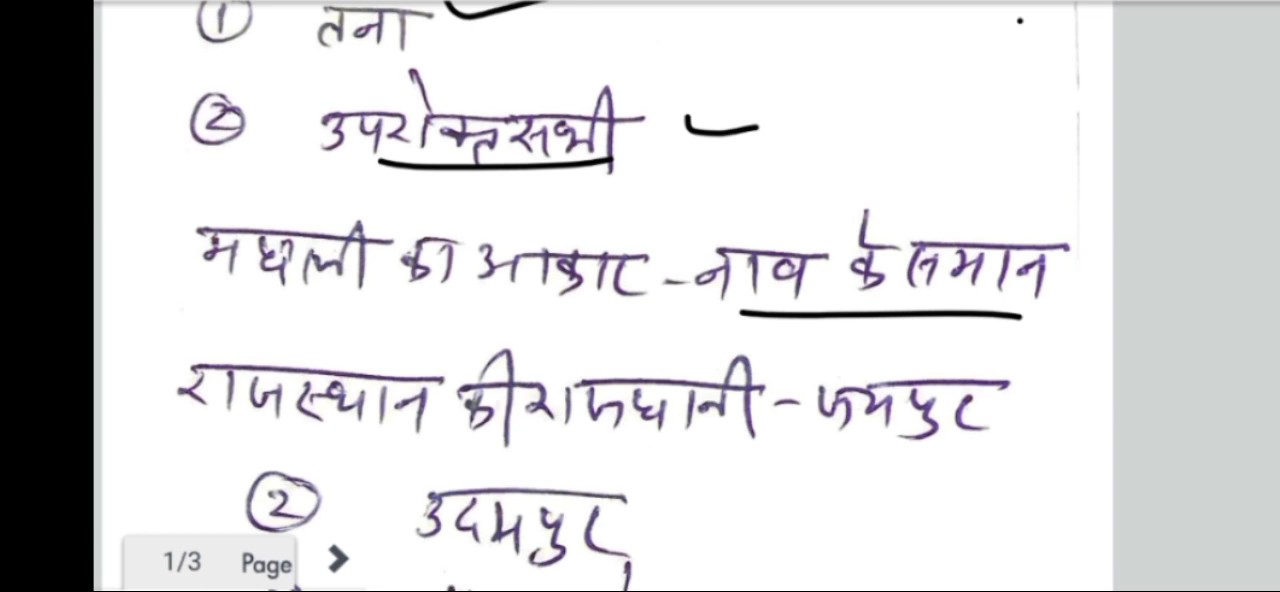 ① तना
② उपरोक्त सभी
मछली का आकार - नाव के समान
राजस्थान की राजधानी - जयपुर
② उदयपुर
1/3 Page >